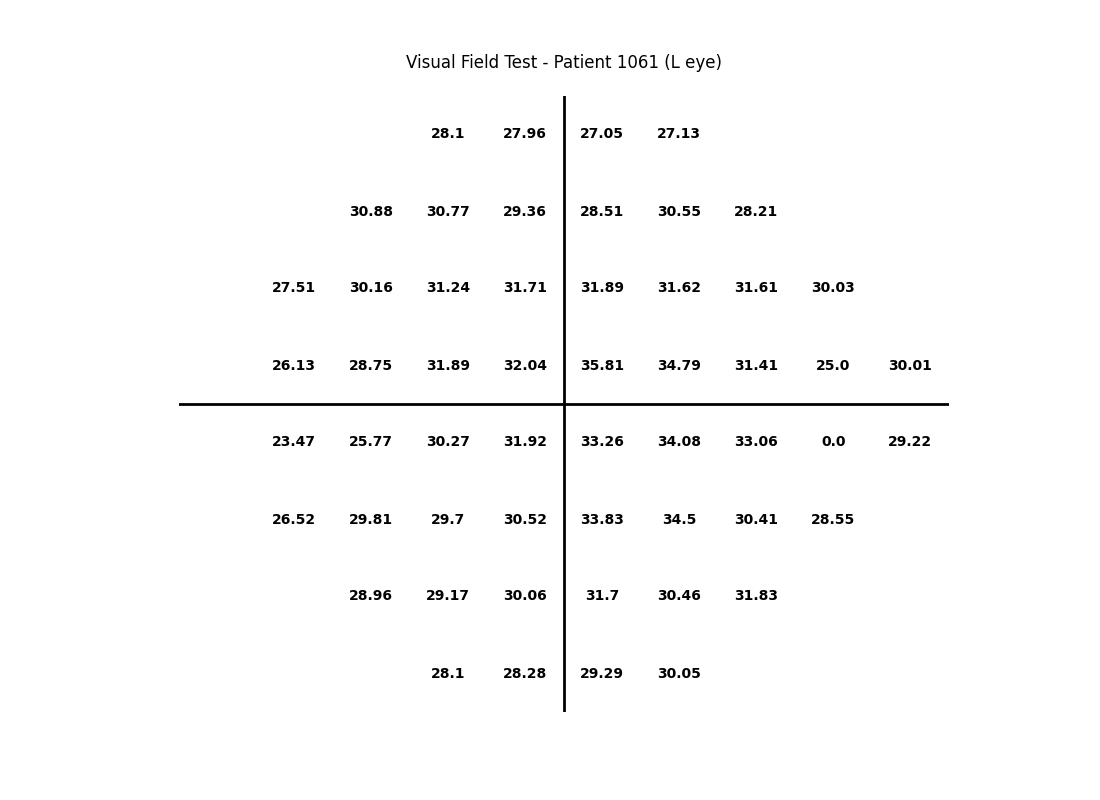 Visual Field Test - Patient 1061 (L eye)
28.1 27.96 27.05 27.13
30.88 30.77 29.36 28.51 30.55 28.21
27.51 30.16 31.24 31.71 31.89 31.62 31.61 30.03
26.13 28.75 31.89 32.04 35.81 34.79 31.41 25.0 30.01
23.47 25.77 30.27 31.92 33.26 34.08 33.06 0.0 29.22
26.52 29.81 29.7 30.52 33.83 34.5 30.41 28.55
28.96 29.17 30.06 31.7 30.46 31.83
28.1 28.28 29.29 30.05